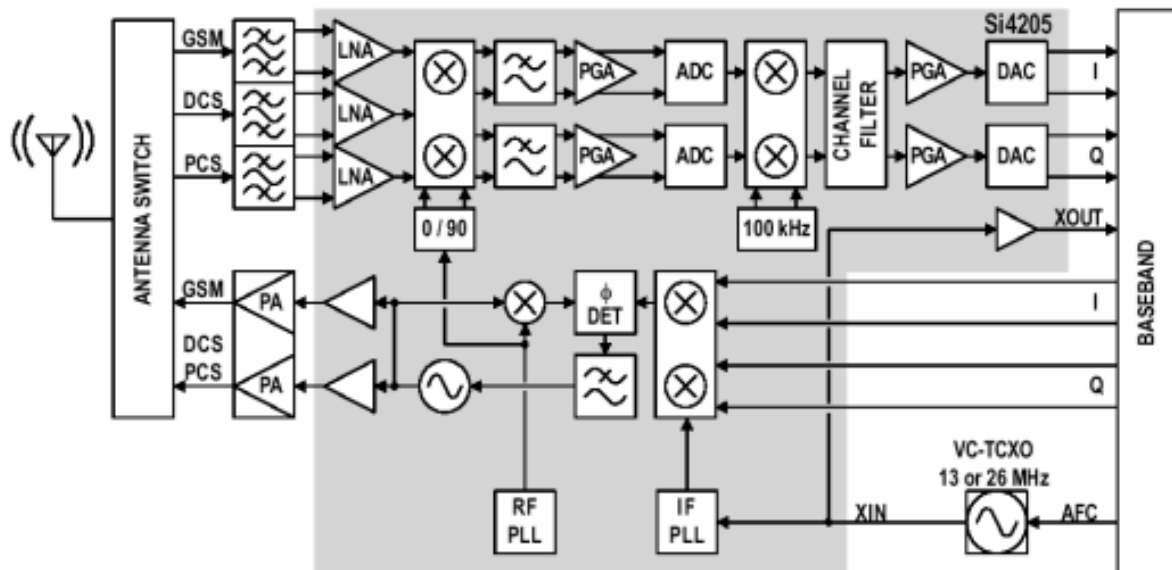 Si4205
ANTENNA SWITCH
GSM
DCS
PCS
LNA
LNA
LNA
0 / 90
PGA
PGA
ADC
ADC
100 kHz
CHANNEL
FILTER
PGA
PGA
DAC
DAC
I
Q
XOUT
BASEBAND
GSM
DCS
PCS
PA
PA
ϕ
DET
I
Q
RF
PLL
IF
PLL
XIN
VC-TCXO
13 or 26 MHz
AFC